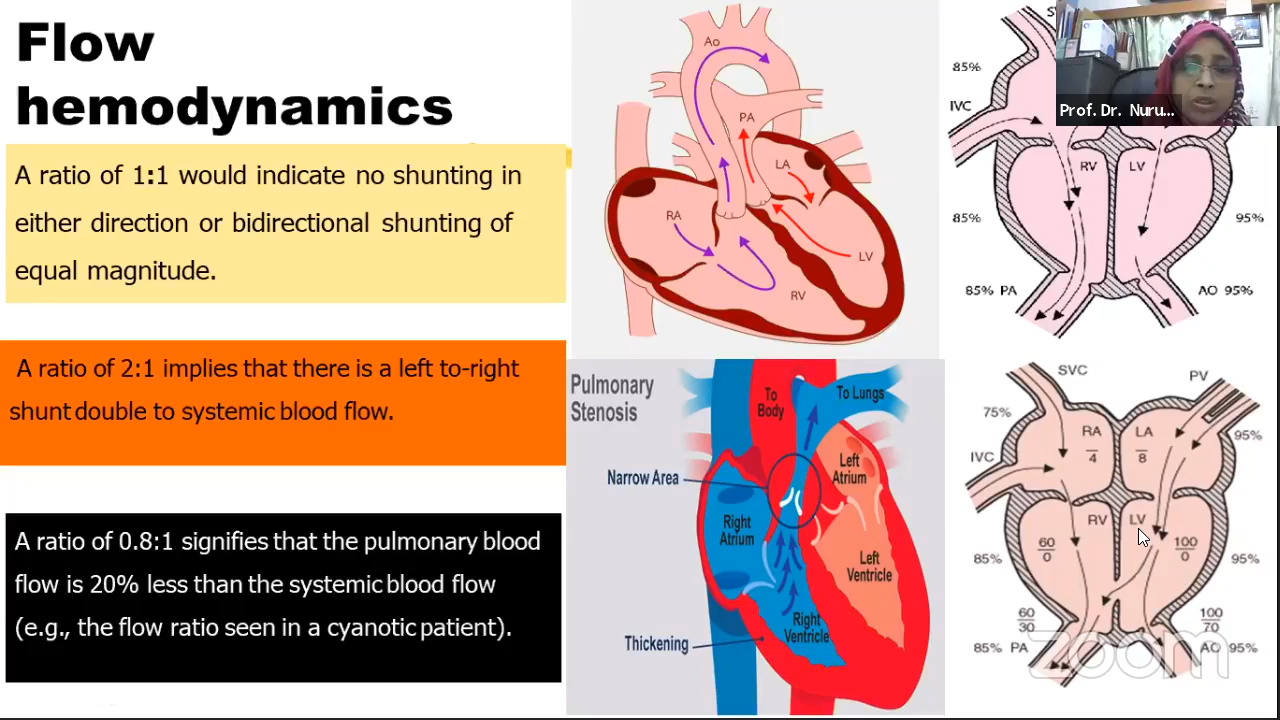 Flow
hemodynamics
A ratio of 1:1 would indicate no shunting in
either direction or bidirectional shunting of
equal magnitude.
A ratio of 2:1 implies that there is a left to-right
shunt double to systemic blood flow.
A ratio of 0.8:1 signifies that the pulmonary blood
flow is 20% less than the systemic blood flow
(e.g., the flow ratio seen in a cyanotic patient).
Ao
PA
LA
RA
LV
RV
Pulmonary
Stenosis
To
Body
To Lungs
Narrow Area
Left
Atrium
Right
Atrium
Left
Ventricle
Right
Ventricle
Thickening
85%
IVC
Prof. Dr. Nuru...
RV
LV
85%
95%
85% PA
AO 95%
SVC
PV
75%
RA
4
LA
8
95%
IVC
RV
LV
60
0
100
0
85%
95%
60
30
100
70
85% PA
AO 95%
zoom